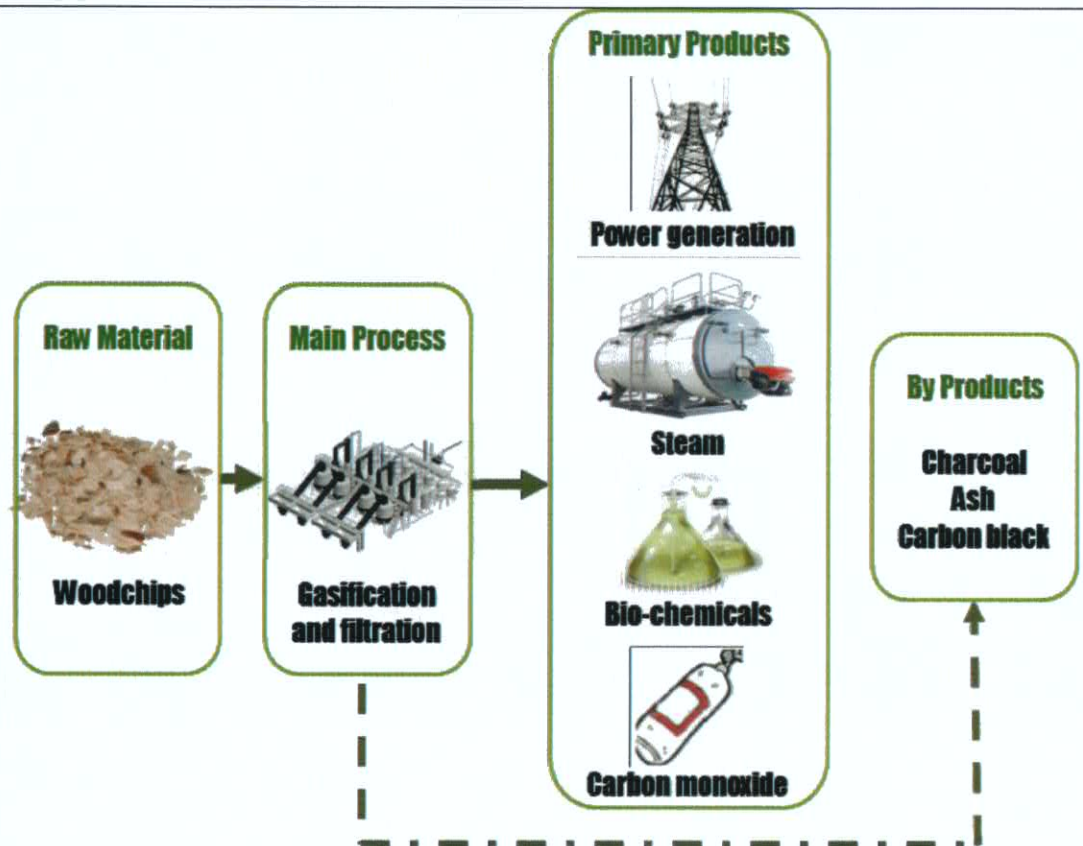 Raw Material
Woodchips
Main Process
Gasification
and filtration
Primary Products
Power generation
Steam
Bio-chemicals
Carbon monoxide
By Products
Charcoal
Ash
Carbon black